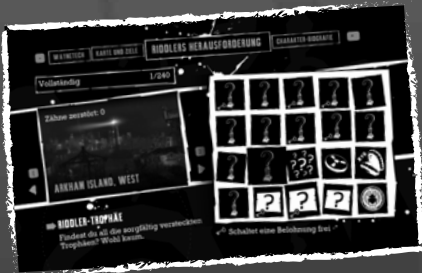 KARTE UND ZIELE
RIDDLERS HERAUSFORDERUNG
CHARAKTER-BIOGRAFIE
Vollständig 1/240
Zähne zerstört: 0
ARKHAM ISLAND, WEST
RIDDLER-TROPHÄE
Findest du all die sorgfältig versteckten
Trophäen? Wohl kaum.
Schaltet eine Belohnung frei